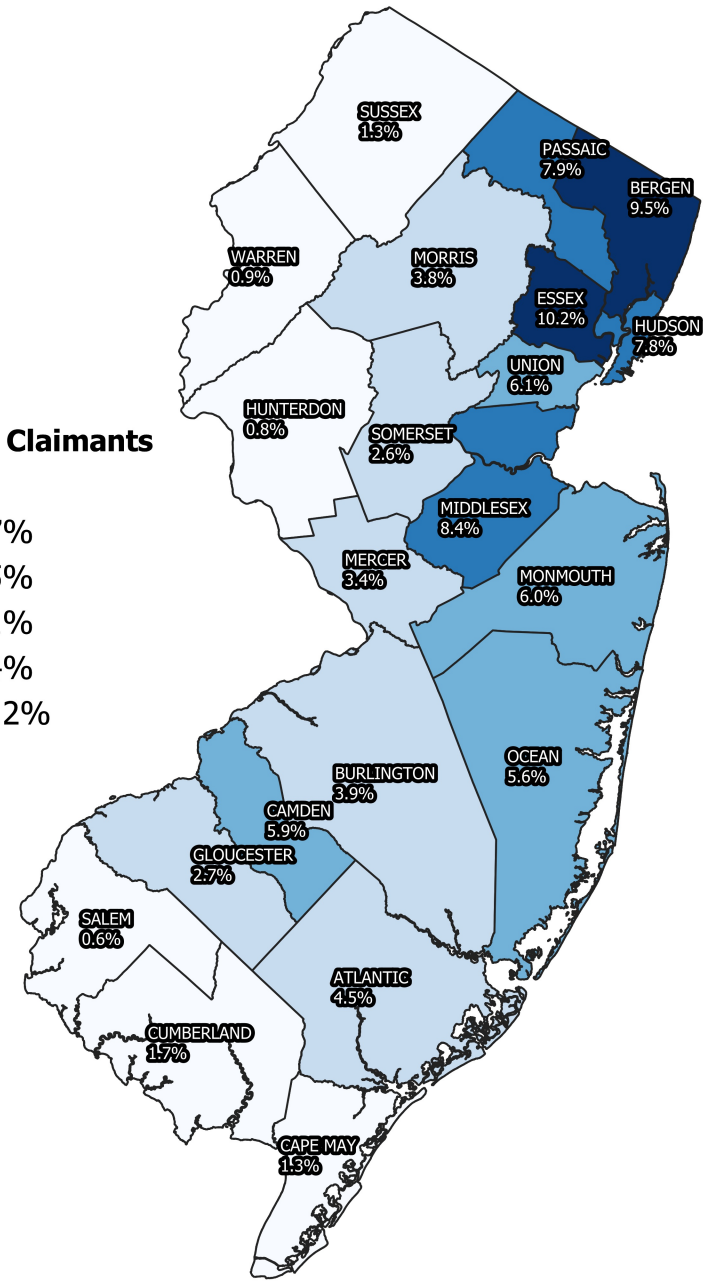 SUSSEX
1.3%
PASSAIC
7.9%
BERGEN
9.5%
WARREN
0.9%
MORRIS
3.8%
ESSEX
10.2%
HUDSON
7.8%
UNION
6.1%
HUNTERDON
0.8%
SOMERSET
2.6%
Claimants
MIDDLESEX
8.4%
7%
MERCER
3.4%
MONMOUTH
6.0%
2%
OCEAN
5.6%
BURLINGTON
3.9%
CAMDEN
5.9%
GLOUCESTER
2.7%
SALEM
0.6%
ATLANTIC
4.5%
CUMBERLAND
1.7%
CAPE MAY
1.3%